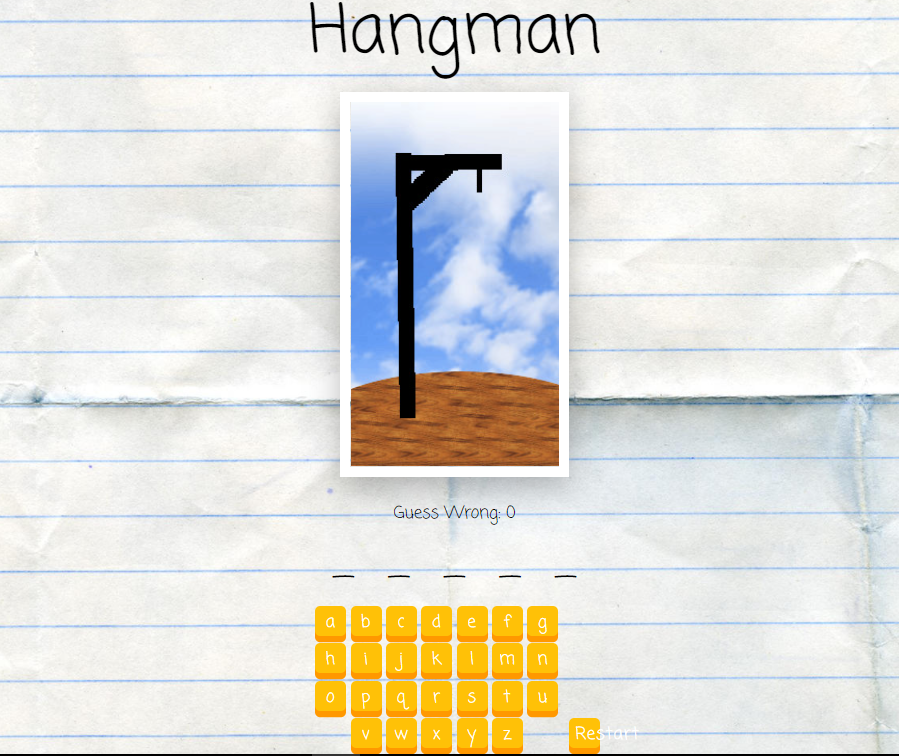 Hangman
Guess Wrong: 0
_ _ _ _ _
a b c d e f g
h i j k l m n
o p q r s t u
v w x y z Restart